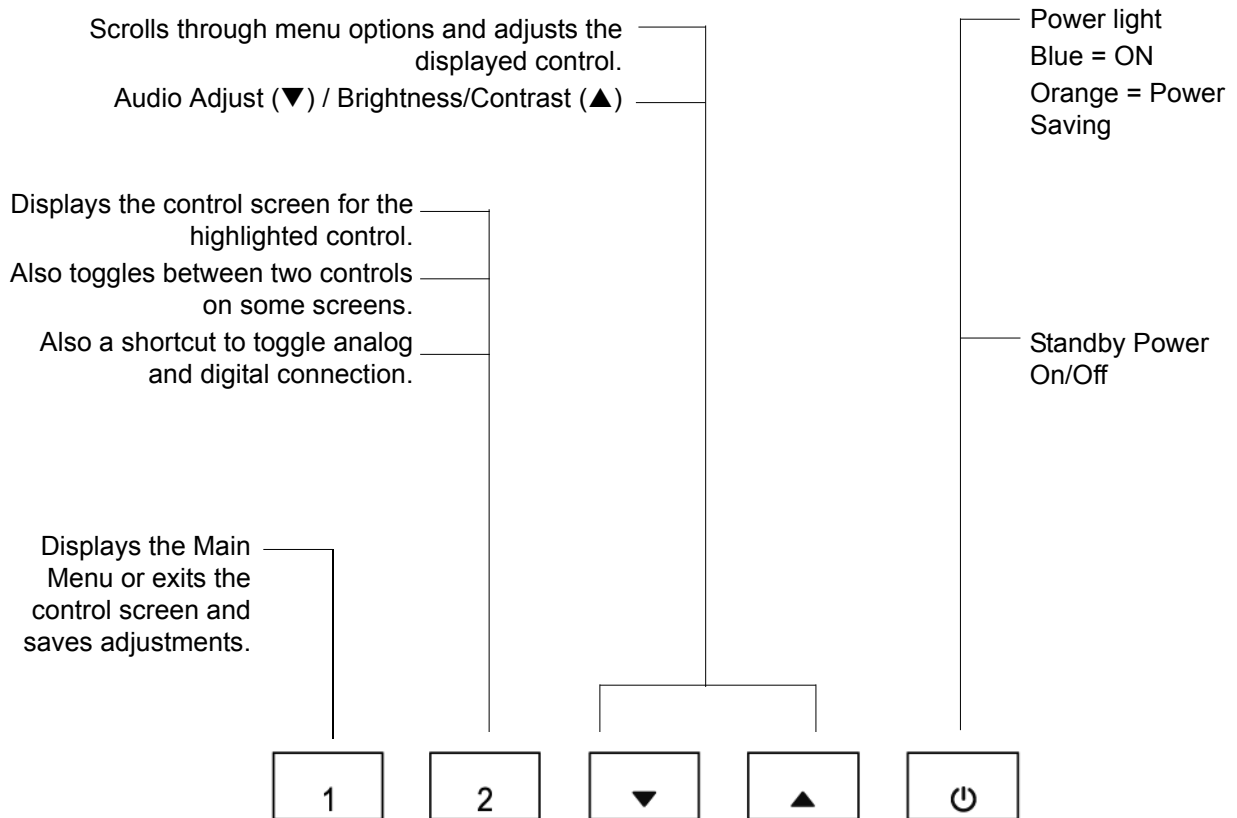 Scrolls through menu options and adjusts the
displayed control.
Audio Adjust (▼) / Brightness/Contrast (▲)
Power light
Blue = ON
Orange = Power
Saving
Displays the control screen for the
highlighted control.
Also toggles between two controls
on some screens.
Also a shortcut to toggle analog
and digital connection.
Standby Power
On/Off
Displays the Main
Menu or exits the
control screen and
saves adjustments.
1 2 ▼ ▲ ⏻